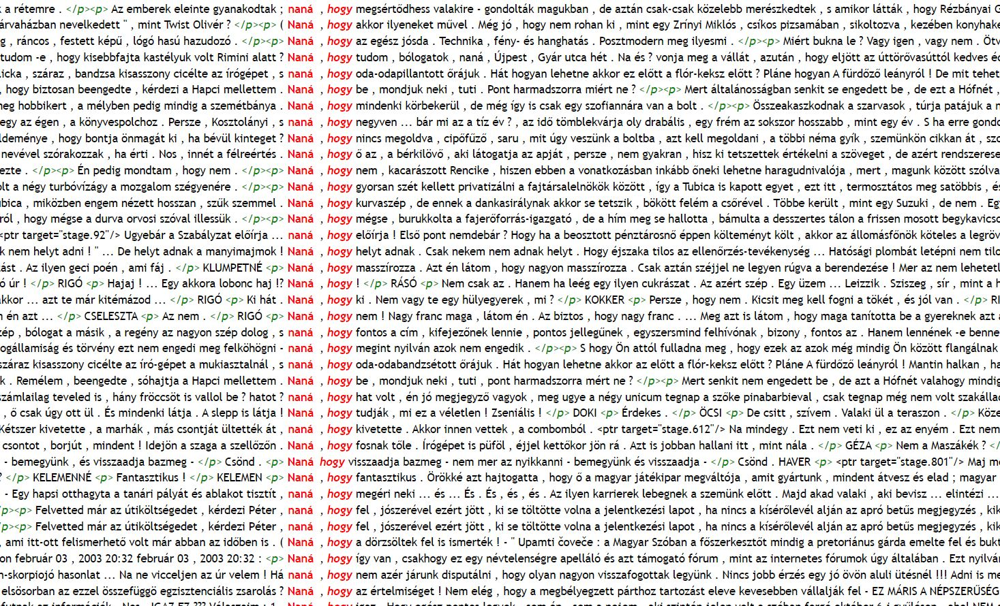 a rétemre . </p><p> Az emberek eleinte gyanakodtak ; naná , hogy megsértődhess valakire - gondolták magukban , de aztán csak-csak közelebb merészkedtek , s amikor látták , hogy Rézbányai G
árvaházban nevelkedett " , mint Twist Olivér ? </p><p> ( Naná , hogy akkor ilyeneket művel . Még jó , hogy nem rohan ki , mint egy Zrínyi Miklós , csíkos pizsamában , sikoltozva , kezében konyhaké
g , ráncos , festett képű , lógó hasú hazudozó . </p><p> Naná , hogy az egész jósda . Technika , fény- és hanghatás . Posztmodern meg ilyesmi . </p><p> Miért bukna le ? Vagy igen , vagy nem . Ötv
tudom -e , hogy kisebbfajta kastélyuk volt Rimini alatt ? Naná , hogy tudom , bólogatok , naná , Újpest , Gyár utca hét . Na és ? vonja meg a vállát , azután , hogy eljött az úttörővasúttól kedves éd
licka , száraz , bandzsa kisasszony cicélte az írógépet , s naná , hogy oda-odapillantott őrájuk . Hát hogyan lehetne akkor ez előtt a flór-keksz előtt ? Pláne hogyan A fürdőző leányról ! De mit tehet
, hogy biztosan beengedte , kérdezi a Hapci mellettem . Naná , hogy be , mondjuk neki , tuti . Pont harmadszorra miért ne ? </p><p> Mert általánosságban senkit se engedett be , de ezt a Hófnét ,
meg hobbikert , a mélyben pedig mindig a szemétbánya . Naná , hogy mindenki körbekerül , de még így is csak egy szofiannára van a bolt . </p><p> Összeakaszkodnak a szarvasok , túrja patájuk a n
egy az égen , a könyvespolchoz . Persze , Kosztolányi , s naná , hogy negyven ... bár mi az a tíz év ? , az idő tömblekvárja oly drabális , egy frém az sokszor hosszabb , mint egy év . S ha erre gondo
ldeménye , hogy bontja önmagát ki , ha bévül kinteget ? Naná , hogy nincs megoldva , cipőfűző , saru , mit úgy veszünk a boltba , azt kell megoldani , a többi néma gyík , szemünkön cikkan át , szo
nevével szórakozzak , ha érti . Nos , innét a félreértés . Naná , hogy ő az , a bérkilövő , aki látogatja az apját , persze , nem gyakran , hisz ki tetszettek értékelni a szöveget , de azért rendszerese
ezte . </p><p> Én pedig mondtam , hogy nem . </p><p> Naná , hogy nem , kacarászott Rencike , hiszen ebben a vonatkozásban inkább őneki lehetne haragudnivalója , mert , magunk között szólva
olt a négy turbóvízágy a mozgalom szégyenére . </p><p> Naná , hogy gyorsan szét kellett privatizálni a fajtársalelnökök között , így a Tubica is kapott egyet , ezt itt , termosztátos meg satöbbis , és
ubica , miközben engem nézett hosszan , szűk szemmel . Naná , hogy kurvaszép , de ennek a dankasirálynak akkor se tetszik , bökött felém a csőrével . Többe került , mint egy Suzuki , de nem . Eg
ról , hogy mégse a durva orvosi szóval illessük . </p><p> Naná , hogy mégse , burukkolta a fajerőforrás-igazgató , de a hím meg se hallotta , bámulta a desszertes tálon a frissen mosott begykavicso
<ptr target="stage.92"/> Ugyebár a Szabályzat előírja ... naná , hogy előírja ! Első pont nemdebár ? Hogy ha a beosztott pénztárosnő éppen költeményt költ , akkor az állomásfőnök köteles a legröv
k nem helyt adni ! " ... De helyt adnak a manyimajmok ! Naná , hogy helyt adnak . Csak nekem nem adnak helyt . Hogy éjszaka tilos az ellenőrzés-tevékenység ... Hatósági plombát letépni nem tilo
ást . Az ilyen geci poén , ami fáj . </p> KLUMPETNÉ <p> Naná , hogy masszírozza . Azt én látom , hogy nagyon masszírozza . Csak aztán széjjel ne legyen rúgva a berendezése ! Mer az nem lehetetl
ó úr ! </p> RIGÓ <p> Hajaj ! ... Egy akkora lobonc haj !? Naná , hogy ! </p> RÁSÓ <p> Nem csak az . Hanem ha leég egy ilyen cukrászat . Az azért szép . Egy üzem ... Leizzik . Sziszeg , sír , mint a h
akkor ... azt te már kitémázod ... </p> RIGÓ <p> Ki hát . Naná , hogy ki . Nem vagy te egy hülyegyerek , mi ? </p> KOKKER <p> Persze , hogy nem . Kicsit meg kell fogni a tökét , és jól van . </p> RI
n én azt ... </p> CSELESZTA <p> Az nem . </p> RIGÓ <p> Naná , hogy nem ! Nagy franc maga , látom én . Az biztos , hogy nagy franc . ... Meg azt is látom , hogy maga tanította be a gyereknek azt a
zép , bólogat a másik , a regény az nagyon szép dolog , s naná , hogy fontos a cím , kifejezőnek lennie , pontos jellegűnek , egyszersmind felhívónak , bizony , fontos az . Hanem lennének -e benne
ogállamiság és törvény ezt nem engedi meg felköhögni - naná , hogy megint nyilván azok nem engedik . </p><p> S hogy Ön attól fulladna meg , hogy ezek az azok még mindig Ön között flangálnak
száraz kisasszony cicélte az író-gépet a mukiasztalnál , s naná , hogy oda-odabandzsétott őrájuk . Hát hogyan lehetne akkor az előtt a flór-keksz előtt ? Pláne A fürdőző leányról ! Mantin halkan , ha
k . Remélem , beengedte , sóhajtja a Hapci mellettem . Naná , hogy be , mondjuk neki , tuti , pont harmadszorra mért ne ? </p><p> Mert senkit nem engedett be , de azt a Hófnét valahogy mindig
számlailag teveled is , hány fröccsöt is vallol be ? hatot ? Naná , hogy hat volt , én jó megjegyző vagyok , meg ugye a négy unicum tegnap a szőke pinabarbieval , csak tegnap még nem volt szakálla
, ő csak úgy ott ül . És mindenki látja . A slepp is látja ! Naná , hogy tudják , mi ez a véletlen ! Zseniális ! </p> DOKI <p> Érdekes . </p> ÖCSI <p> De csitt , szívem . Valaki ül a teraszon . </p> Köze
Kétszer kivetette , a marhák , más csontját ültették át , naná , hogy kivetette . Akkor innen vettek , a combomból . <ptr target="stage.612"/> Na mindegy . Ezt nem veti ki , ez az enyém . Ezt nem
csontot , borjút , mindent ! Idejön a szaga a szellőzőn . Naná , hogy fosnak tőle . Írógépet is püföl , éjjel kettőkor jön rá . Azt is jobban hallani itt , mint nála . </p> GÉZA <p> Nem a Maszákék ? </
- bemegyünk , és visszaadja bazmeg - </p> Csönd . <p> Naná hogy visszaadja bazmeg - nem mer az nyikkanni - bemegyünk és visszaadja - </p> Csönd . HAVER <p> <ptr target="stage.801"/> Maj me
? </p> KELEMENNÉ <p> Fantasztikus ! </p> KELEMEN <p> Naná , hogy fantasztikus . Örökké azt hajtogatta , hogy ő a magyar játékipar megváltója , amit gyártunk , mindent átvesz és elad ; magyar
- Egy hapsi otthagyta a tanári pályát és ablakot tisztít , naná , hogy megéri neki ... és ... És . És , és , és . Az ilyen karrierek lebegnek a szemünk előtt . Majd akad valaki , aki bevisz ... elintézi ...
/p><p> Felvetted már az útiköltségedet , kérdezi Péter , naná , hogy fel , jószerével ezért jött , ki se töltötte volna a jelentkezési lapot , ha nincs a kísérőlevél alján az apró betűs megjegyzés , kik
/p><p> Felvetted már az útiköltségedet , kérdezi Péter , naná , hogy fel , jószerével ezért jött , ki se töltötte volna a jelentkezési lapot , ha nincs a kísérőlevél alján az apró betűs megjegyzés , kik
, ami itt-ott felismerhető volt már abban az időben is . ( Naná , hogy a dörzsöltek fel is ismerték ! - " Upamti čoveče : a Magyar Szóban a főszerkesztőt mindig a pretoriánus gárda emelte fel és bukt
on február 03 , 2003 20:32 február 03 , 2003 20:32 : <p> Naná , hogy így van , csakhogy ez egy névtelenségre apelláló és azt támogató fórum , mint az internetes fórumok úgy általában . Ezt nyilván
n-skorpiojó hasonlat ... Na ne vicceljen az úr velem ! Há naná , hogy nem azér járunk disputálni , hogy olyan nagyon visszafogottak legyünk . Nincs jobb érzés egy jó övön aluli ütésnél !!! Adni is me
elsösorban az ezzel összefüggö egzisztenciális zsarolás ? Naná , hogy az értelmiséget ! Nem elég , hogy a megbélyegzett párthoz tartozást eleve kevesebben vállalják fel - EZ MÁRIS A NÉPSZERŰSÉG